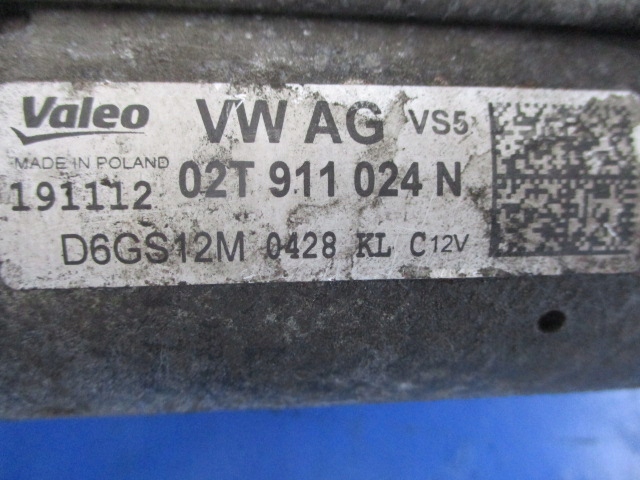 Valeo VW AG VS5
MADE IN POLAND
191112 02T 911 024 N
D6GS12M 0428 KL C12V